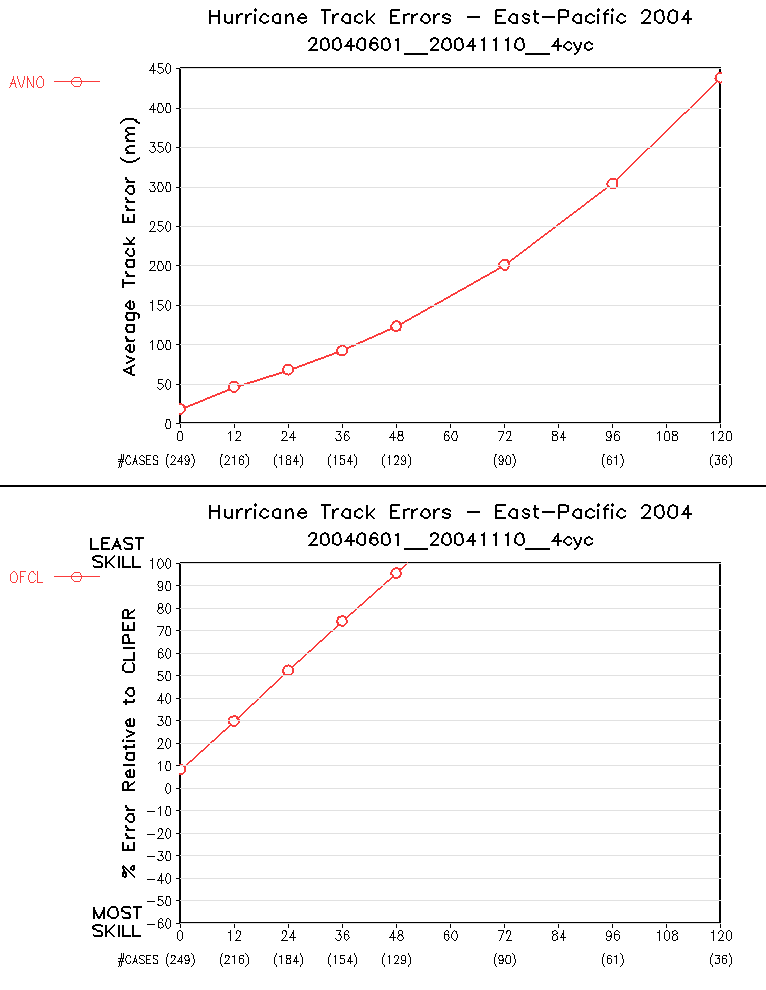 Hurricane Track Errors - East-Pacific 2004
20040601__20041110__4cyc
AVNO
Average Track Error (nm)
450
400
350
300
250
200
150
100
50
0
0 12 24 36 48 60 72 84 96 108 120
#CASES (249) (216) (184) (154) (129) (90) (61) (36)
Hurricane Track Errors - East-Pacific 2004
20040601__20041110__4cyc
LEAST
SKILL
OFCL
% Error Relative to CLIPER
100
90
80
70
60
50
40
30
20
10
0
-10
-20
-30
-40
-50
-60
MOST
SKILL
0 12 24 36 48 60 72 84 96 108 120
#CASES (249) (216) (184) (154) (129) (90) (61) (36)